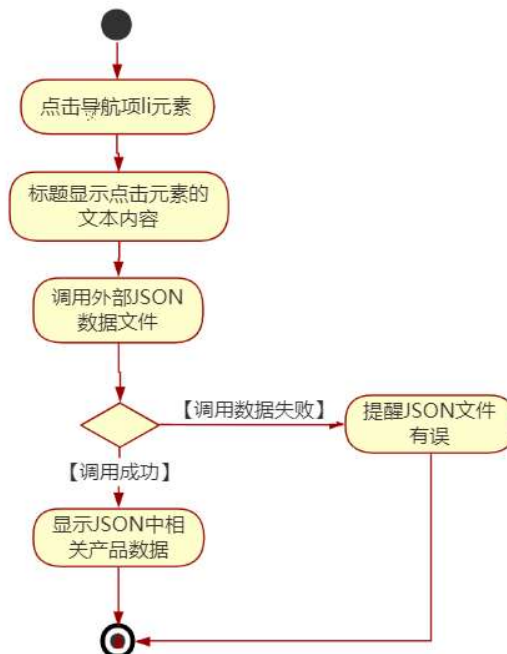 点击导航项li元素
标题显示点击元素的
文本内容
调用外部JSON
数据文件
【调用数据失败】
提醒JSON文件
有误
【调用成功】
显示JSON中相
关产品数据